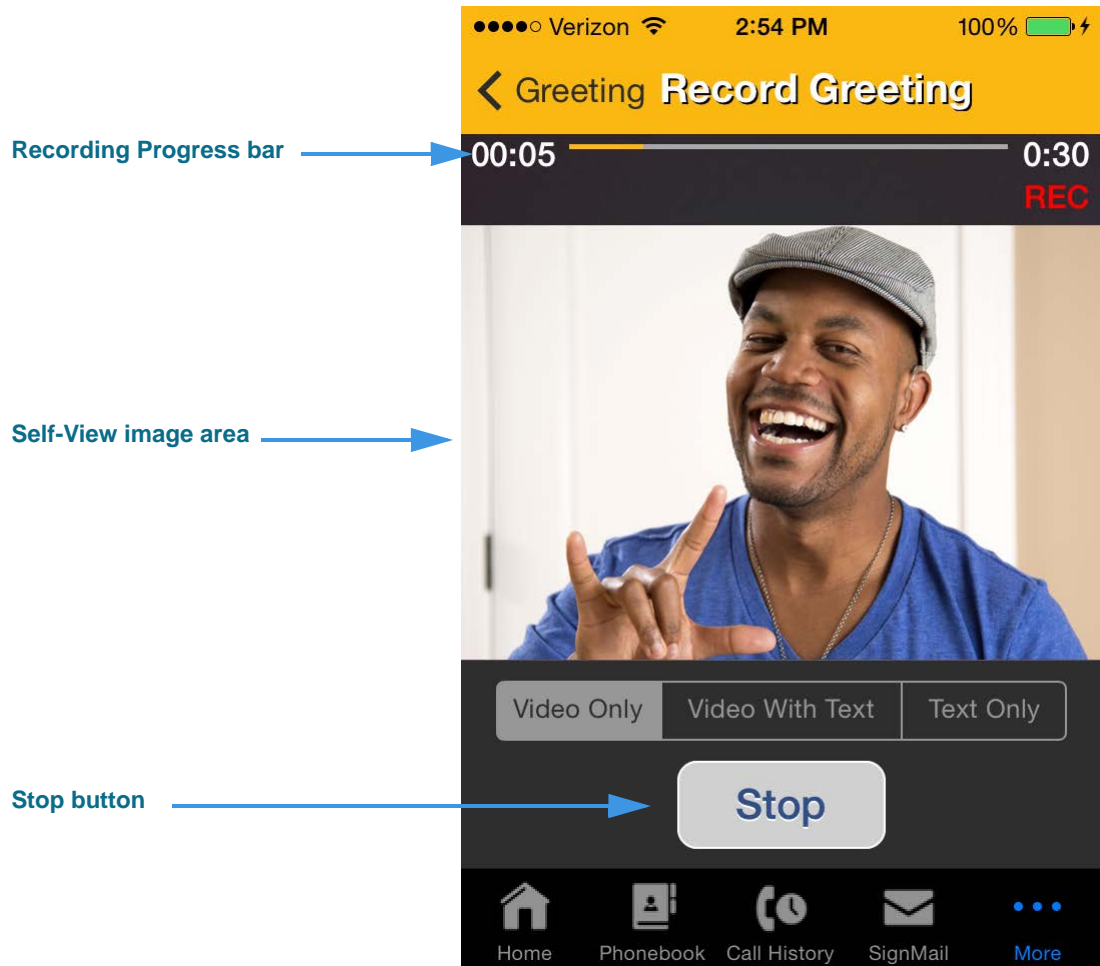 Verizon 2:54 PM 100%
Greeting Record Greeting
Recording Progress bar
00:05 0:30
REC
Self-View image area
Video Only Video With Text Text Only
Stop button
Stop
Home Phonebook Call History SignMail More